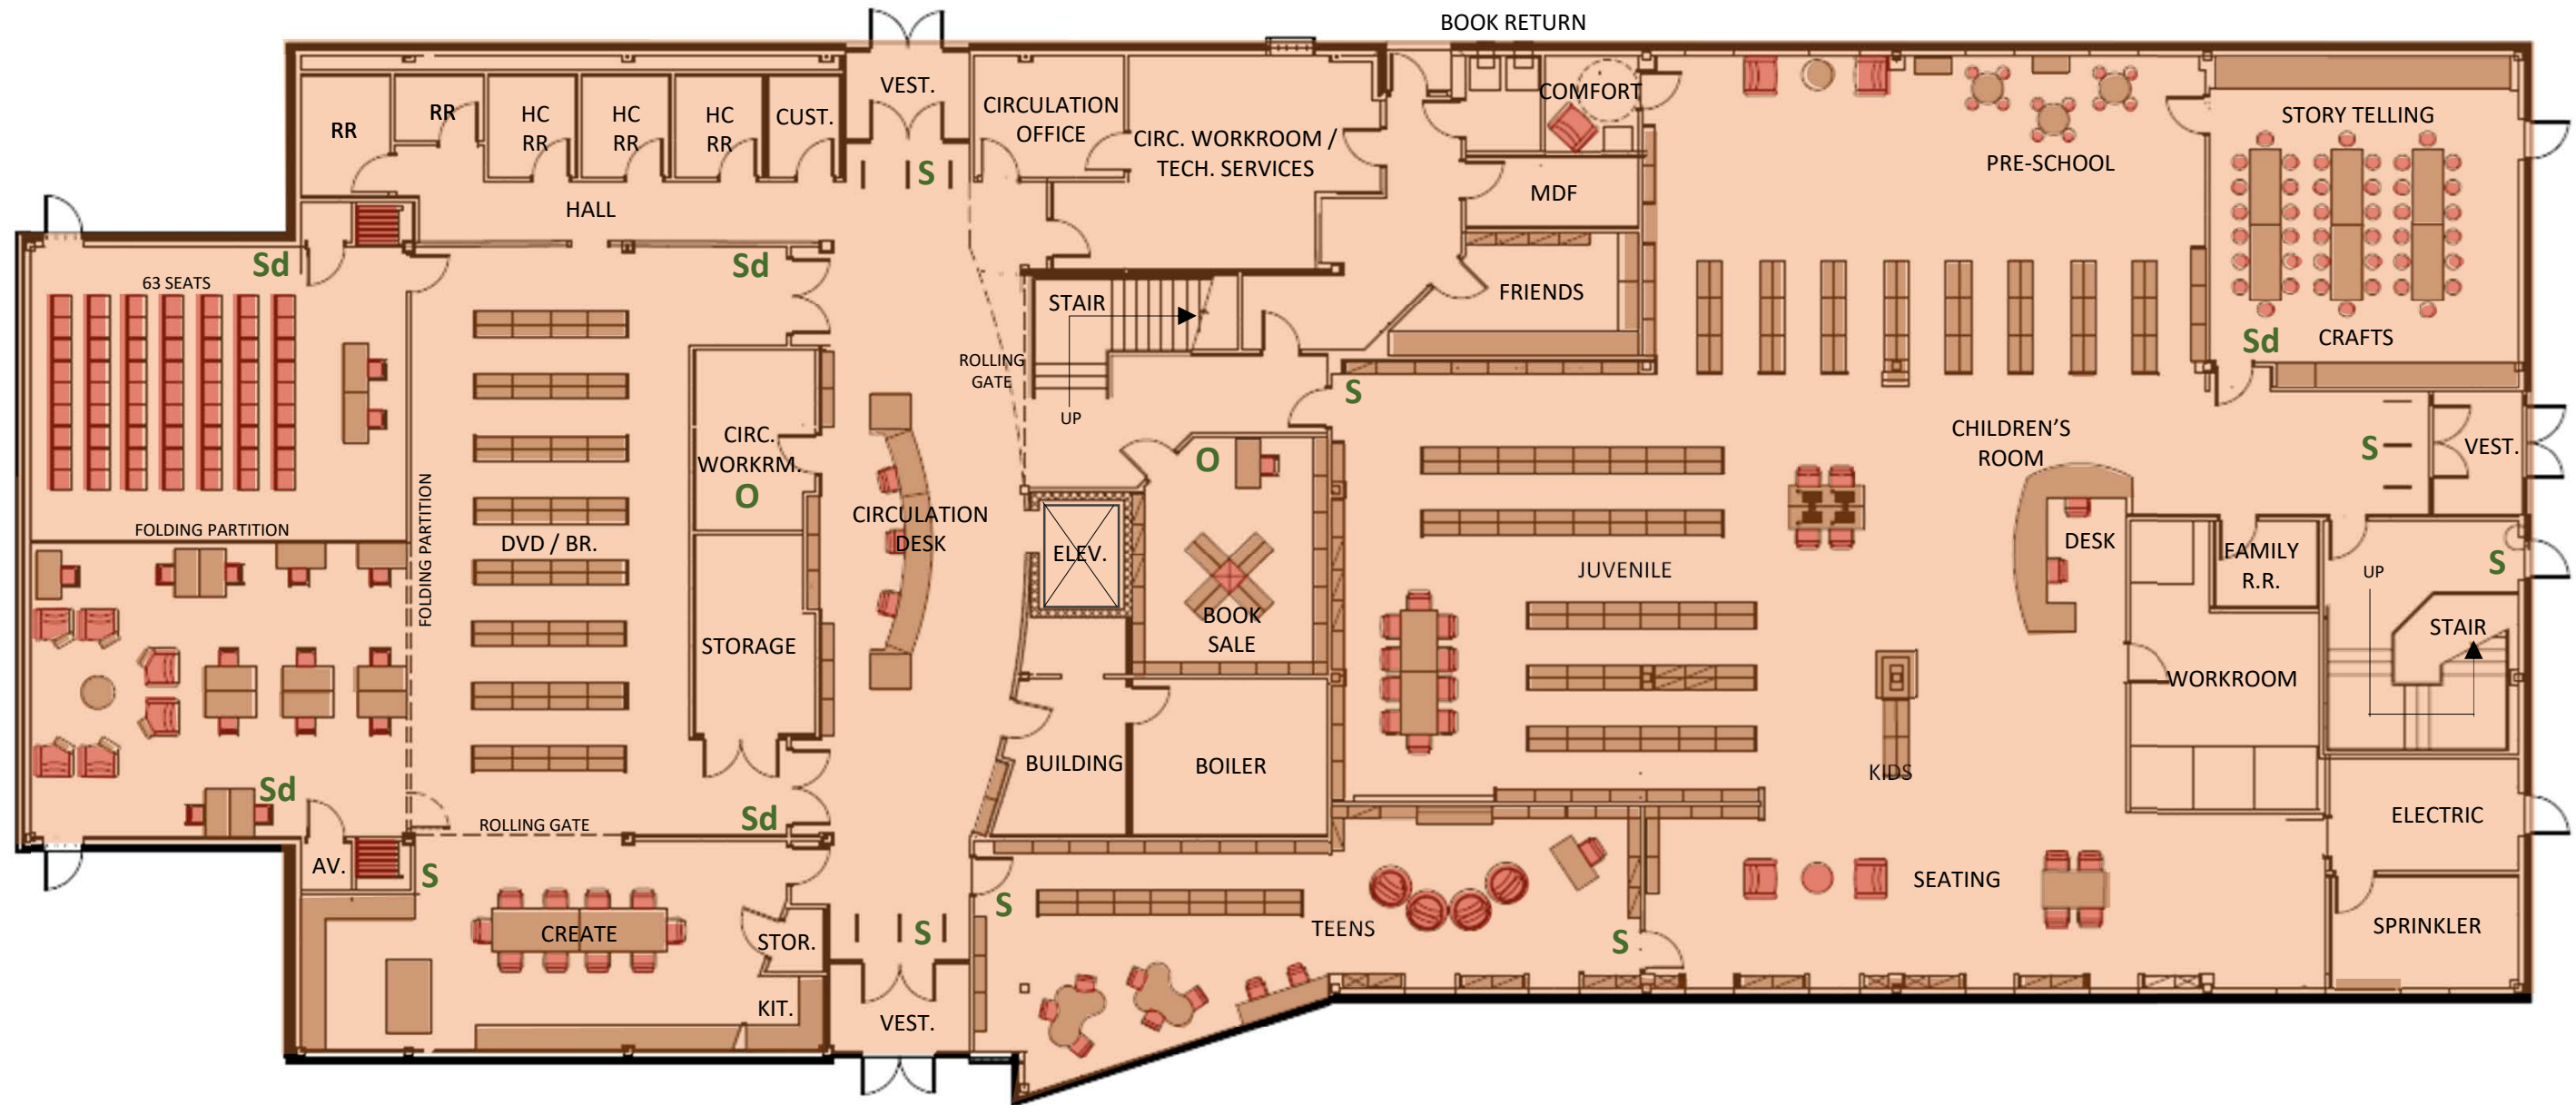 BOOK RETURN
VEST.
CIRCULATION
OFFICE
CIRC. WORKROOM /
TECH. SERVICES
COMFORT
RR
RR
HC
RR
HC
RR
HC
RR
CUST.
STORY TELLING
PRE-SCHOOL
S
MDF
HALL
Sd
Sd
63 SEATS
STAIR
FRIENDS
ROLLING
GATE
UP
Sd
CRAFTS
S
CIRC.
WORKRM.
O
O
CHILDREN'S
ROOM
S
VEST.
FOLDING PARTITION
FOLDING PARTITION
DVD / BR.
CIRCULATION
DESK
ELEV.
DESK
FAMILY
R.R.
S
JUVENILE
UP
BOOK
SALE
STAIR
STORAGE
WORKROOM
BUILDING
BOILER
KIDS
Sd
Sd
ROLLING GATE
ELECTRIC
AV.
S
SEATING
S
TEENS
SPRINKLER
CREATE
STOR.
S
S
KIT.
VEST.